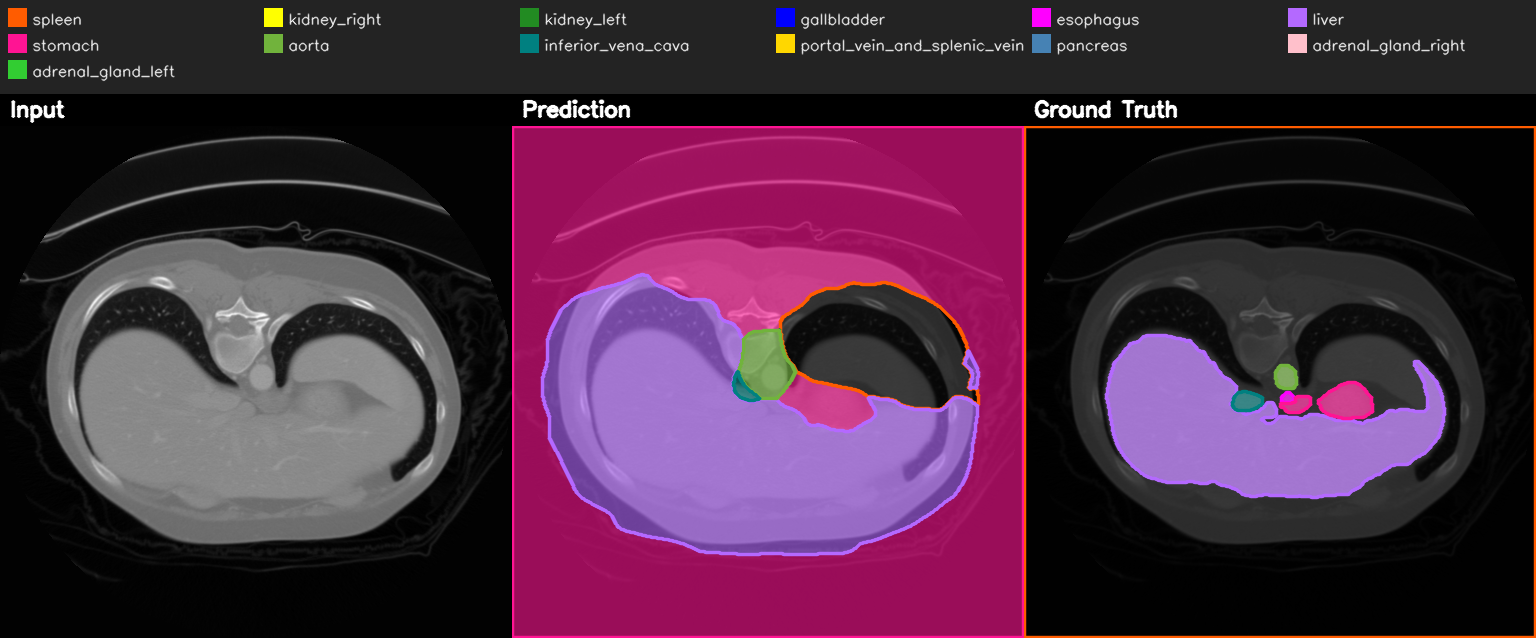 spleen kidney_right kidney_left gallbladder esophagus liver
stomach aorta inferior_vena_cava portal_vein_and_splenic_vein pancreas adrenal_gland_right
adrenal_gland_left
Input Prediction Ground Truth